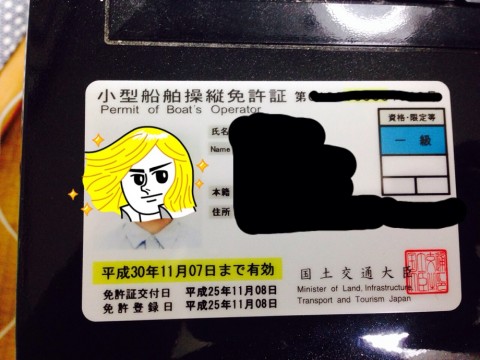 小型船舶操縦免許証 第
Permit of Boat's Operator
資格・限定等
一級
氏名
Name
本籍
住所
平成30年11月07日まで有効
免許証交付日 平成25年11月08日
免許登録日 平成25年11月08日
国土交通大臣
Minister of Land, Infrastructure
Transport and Tourism Japan